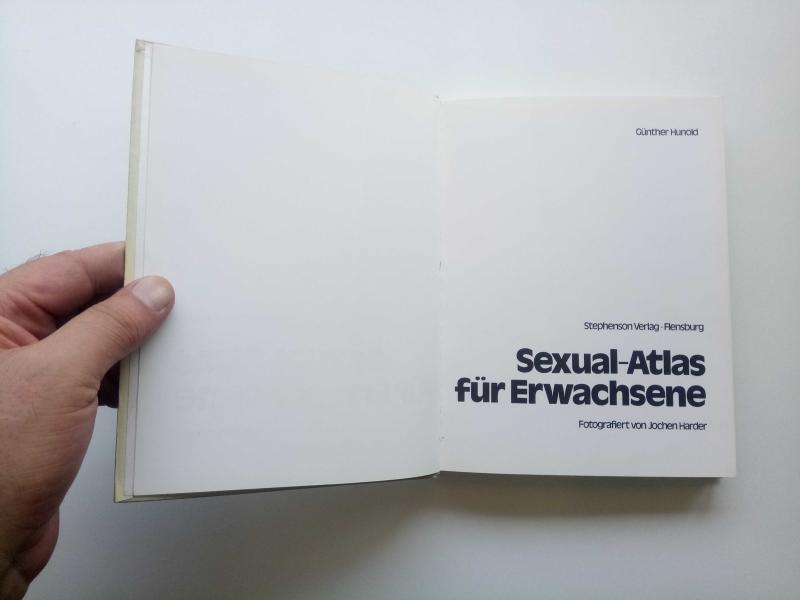 Günther Hunold
Stephenson Verlag · Flensburg
Sexual-Atlas
für Erwachsene
Fotografiert von Jochen Harder